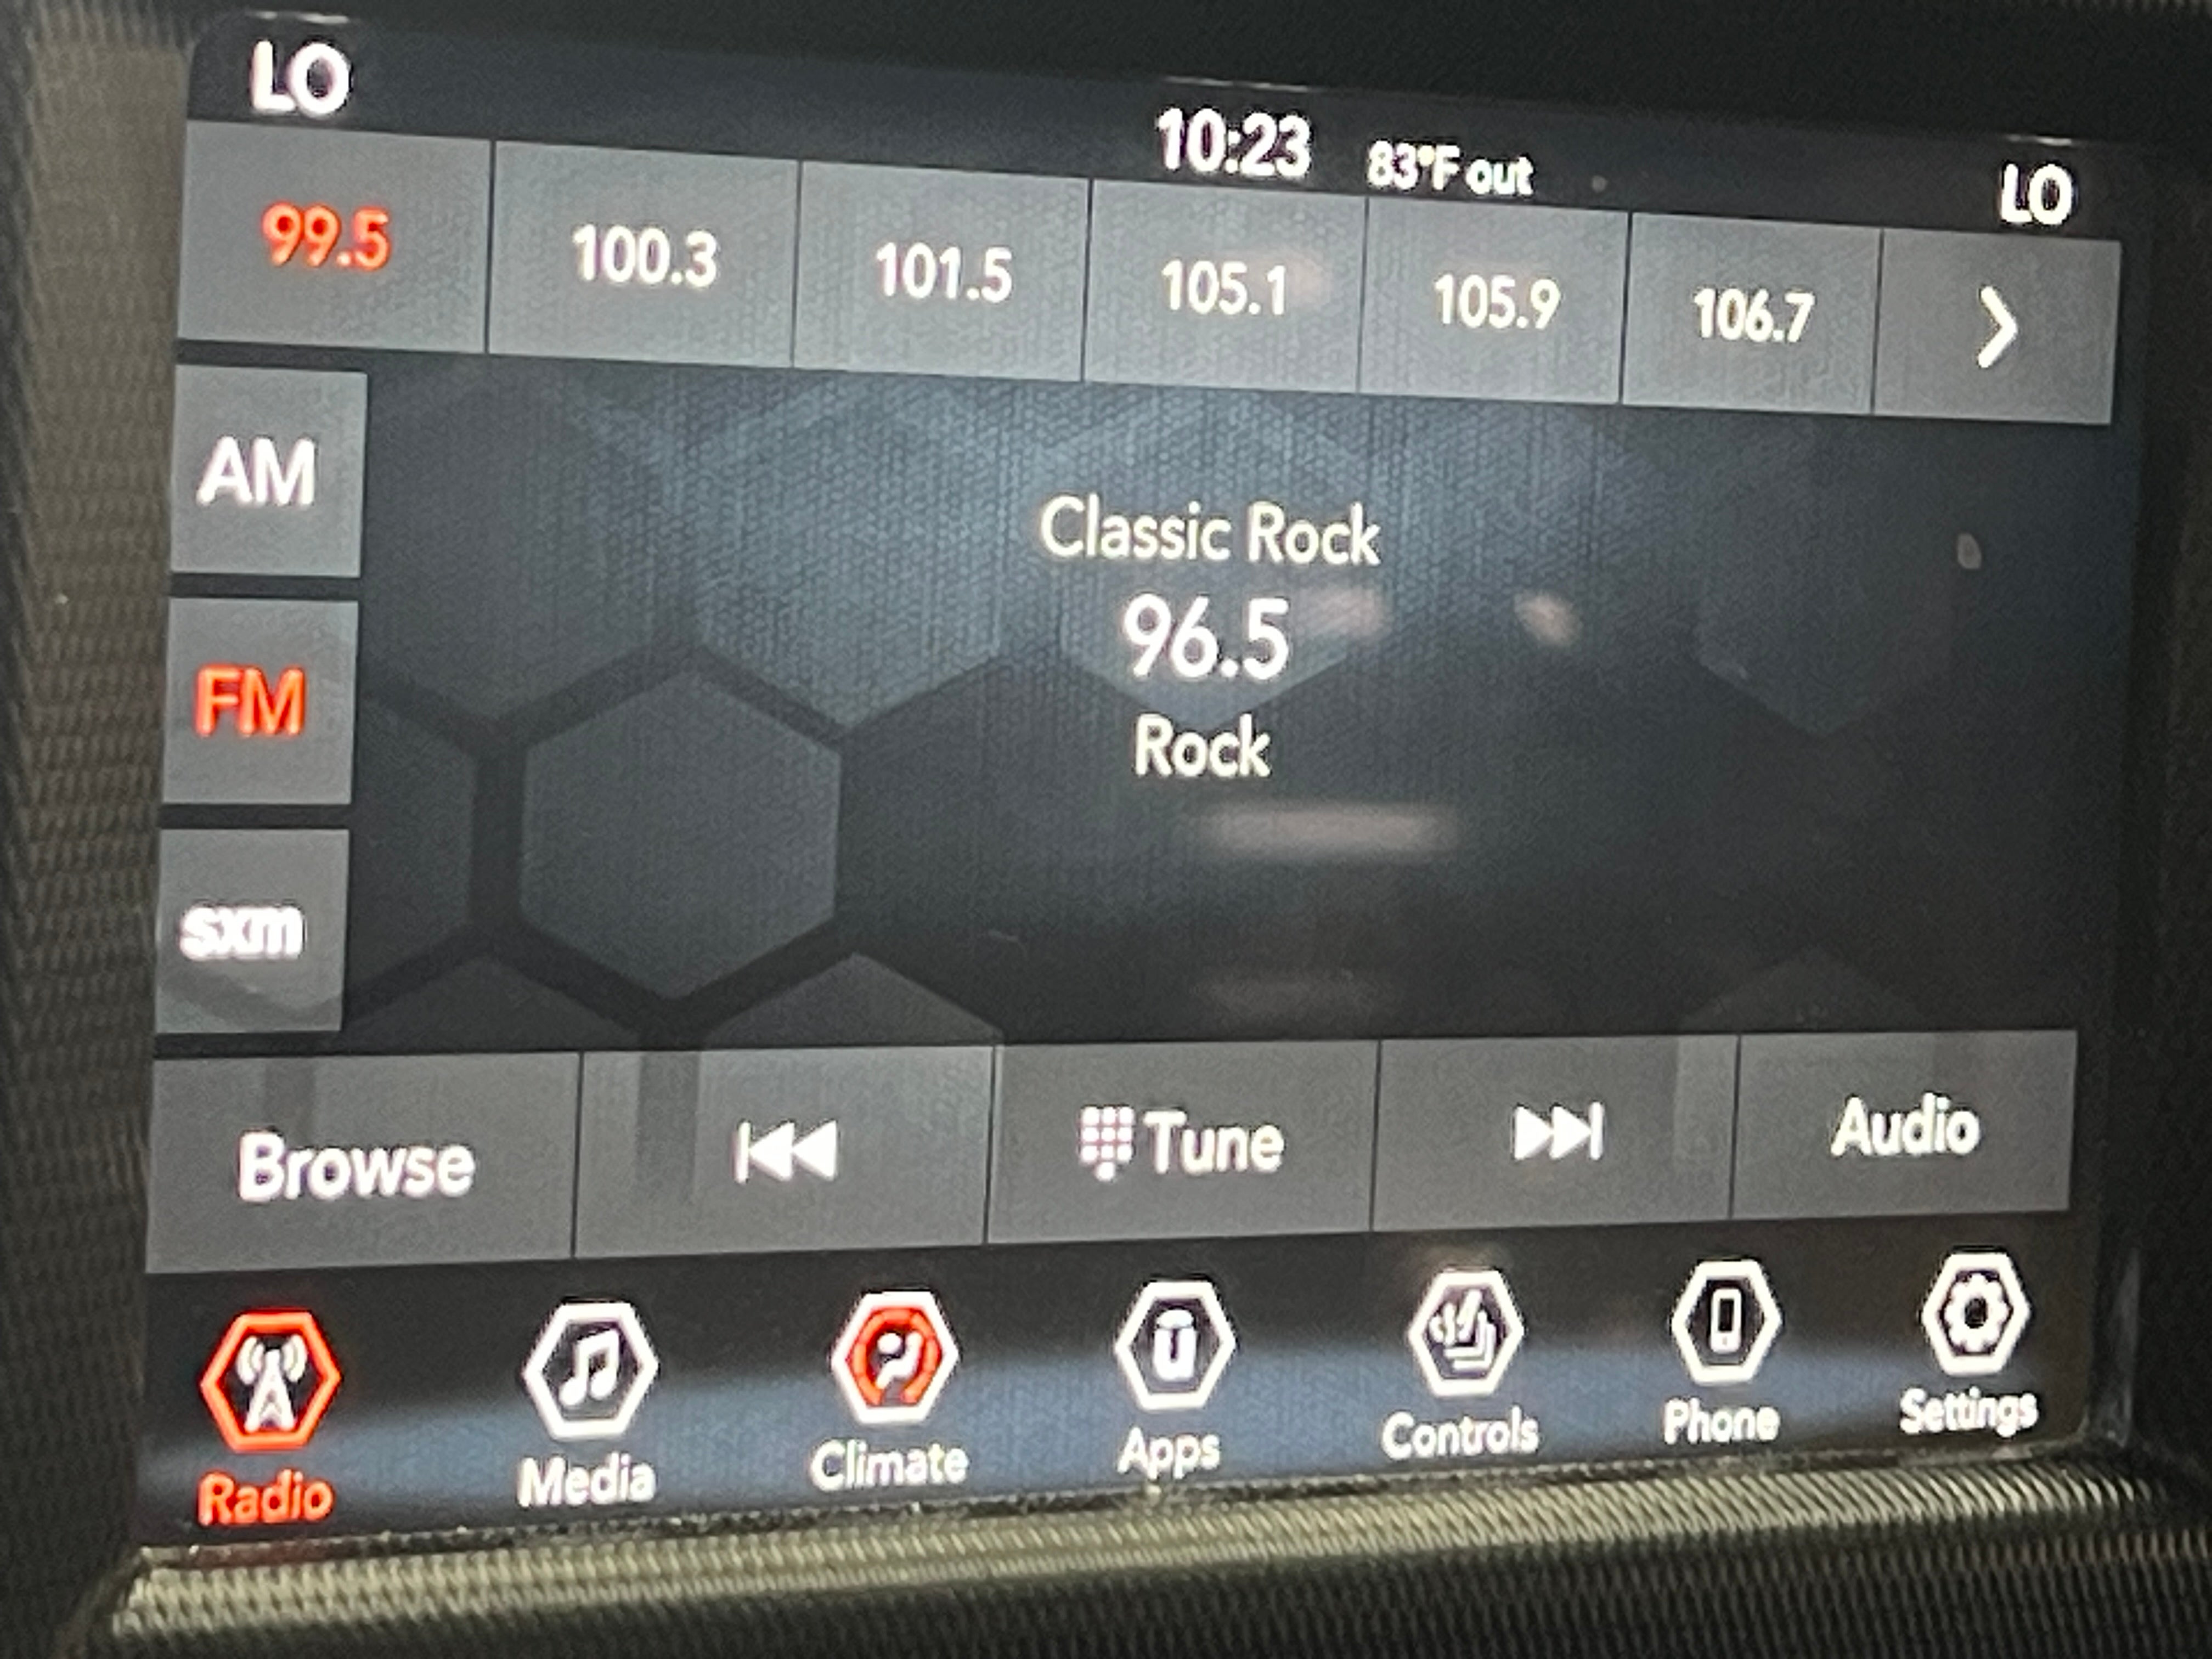 LO 10:23 83°F out LO
99.5 100.3 101.5 105.1 105.9 106.7
AM
Classic Rock
96.5
FM
Rock
sxm
Browse Tune Audio
Radio Media Climate Apps Controls Phone Settings